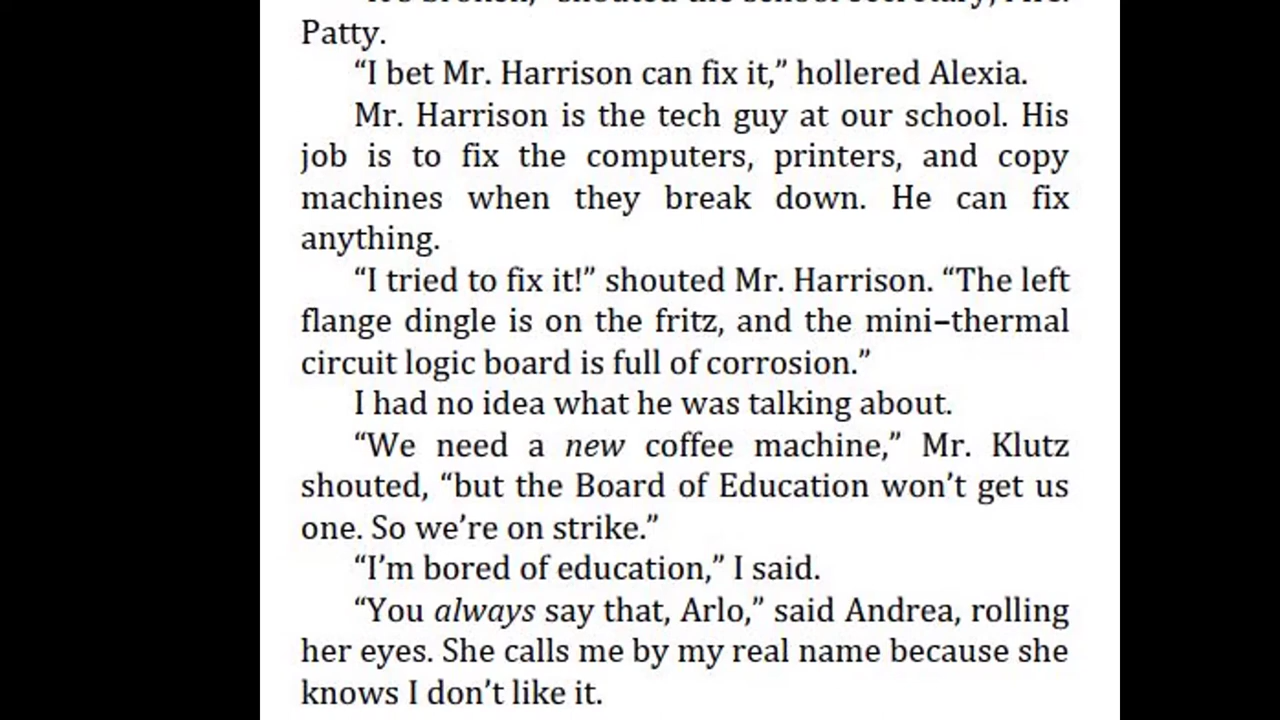 Patty.
“I bet Mr. Harrison can fix it,” hollered Alexia.
Mr. Harrison is the tech guy at our school. His
job is to fix the computers, printers, and copy
machines when they break down. He can fix
anything.
“I tried to fix it!” shouted Mr. Harrison. “The left
flange dingle is on the fritz, and the mini–thermal
circuit logic board is full of corrosion.”
I had no idea what he was talking about.
“We need a new coffee machine,” Mr. Klutz
shouted, “but the Board of Education won’t get us
one. So we’re on strike.”
“I’m bored of education,” I said.
“You always say that, Arlo,” said Andrea, rolling
her eyes. She calls me by my real name because she
knows I don’t like it.